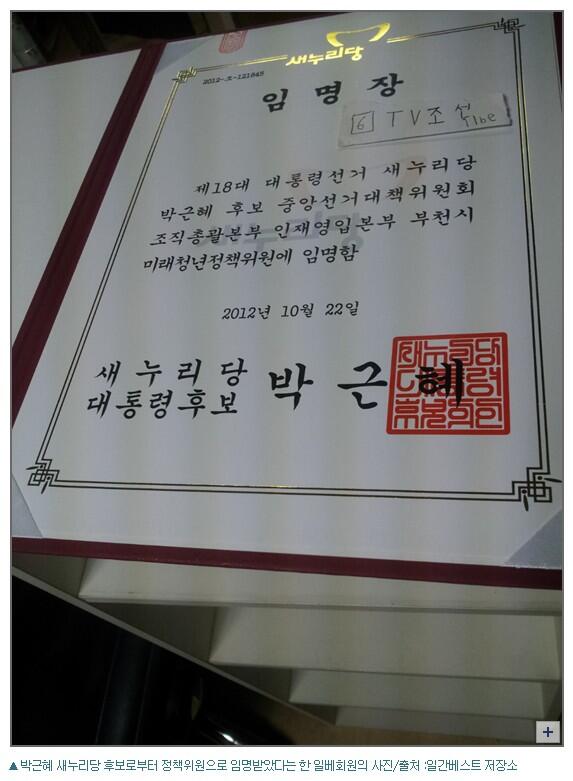 새누리당
2012-조-121845
임명장
6 TV조선
ilbe
제18대 대통령선거 새누리당
박근혜 후보 중앙선거대책위원회
조직총괄본부 인재영입본부 부천시
미래청년정책위원에 임명함
2012년 10월 22일
새누리당
대통령후보 박근혜
▲박근혜 새누리당 후보로부터 정책위원으로 임명받았다는 한 일베회원의 사진/출처 :일간베스트 저장소